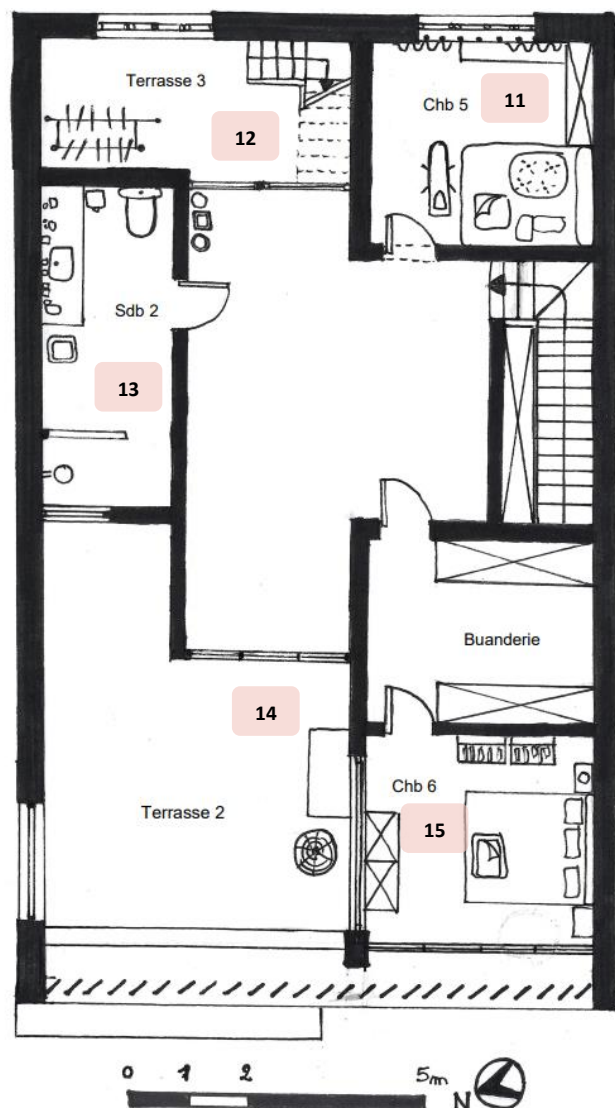 Terrasse 3
12
Chb 5
11
Sdb 2
13
Buanderie
14
Terrasse 2
Chb 6
15
0 1 2 5m
N